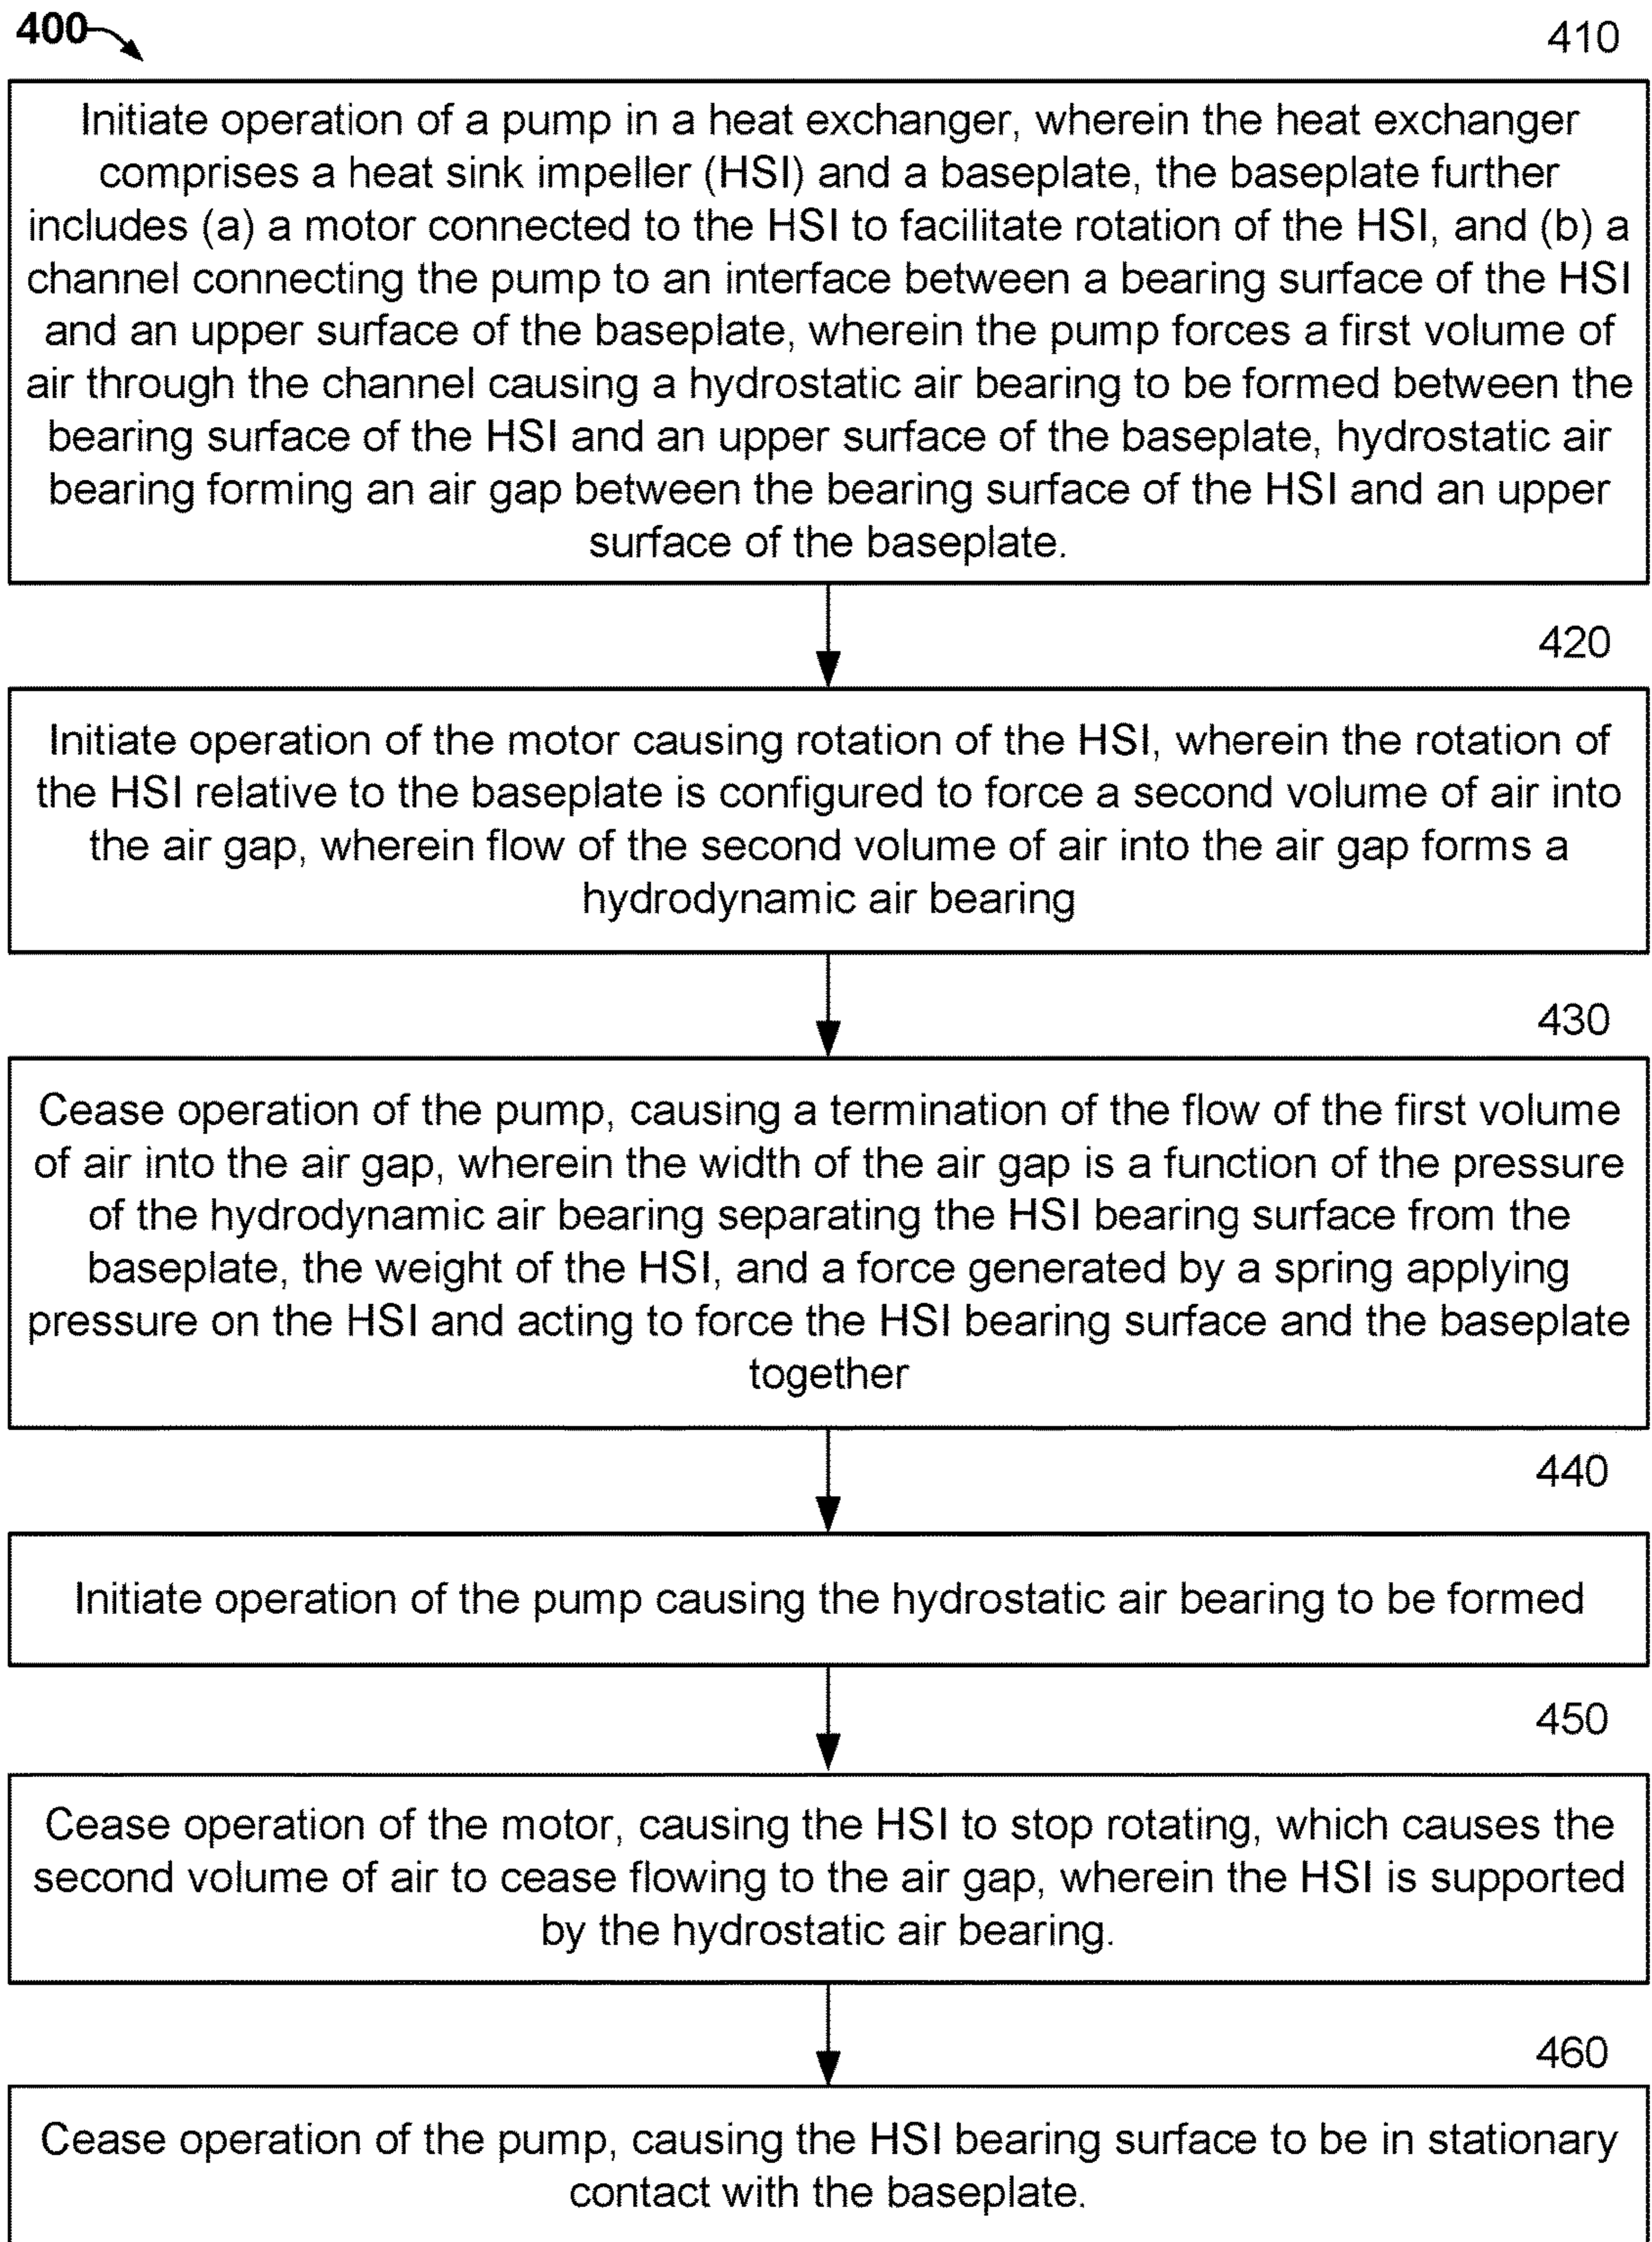 400
410
Initiate operation of a pump in a heat exchanger, wherein the heat exchanger
comprises a heat sink impeller (HSI) and a baseplate, the baseplate further
includes (a) a motor connected to the HSI to facilitate rotation of the HSI, and (b) a
channel connecting the pump to an interface between a bearing surface of the HSI
and an upper surface of the baseplate, wherein the pump forces a first volume of
air through the channel causing a hydrostatic air bearing to be formed between the
bearing surface of the HSI and an upper surface of the baseplate, hydrostatic air
bearing forming an air gap between the bearing surface of the HSI and an upper
surface of the baseplate.
420
Initiate operation of the motor causing rotation of the HSI, wherein the rotation of
the HSI relative to the baseplate is configured to force a second volume of air into
the air gap, wherein flow of the second volume of air into the air gap forms a
hydrodynamic air bearing
430
Cease operation of the pump, causing a termination of the flow of the first volume
of air into the air gap, wherein the width of the air gap is a function of the pressure
of the hydrodynamic air bearing separating the HSI bearing surface from the
baseplate, the weight of the HSI, and a force generated by a spring applying
pressure on the HSI and acting to force the HSI bearing surface and the baseplate
together
440
Initiate operation of the pump causing the hydrostatic air bearing to be formed
450
Cease operation of the motor, causing the HSI to stop rotating, which causes the
second volume of air to cease flowing to the air gap, wherein the HSI is supported
by the hydrostatic air bearing.
460
Cease operation of the pump, causing the HSI bearing surface to be in stationary
contact with the baseplate.